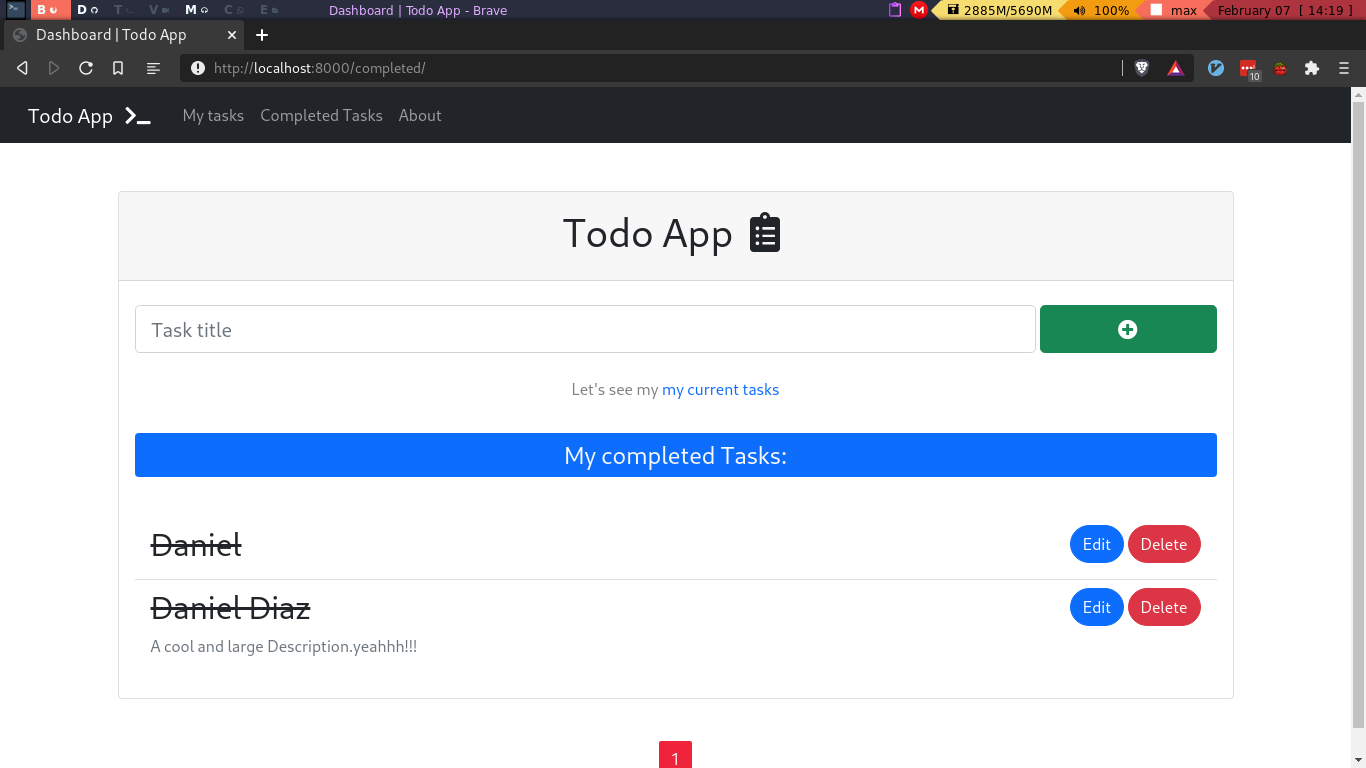 B D T V M C E Dashboard | Todo App - Brave M 2885M/5690M 100% max February 07 [ 14:19 ]
Dashboard | Todo App × +
http://localhost:8000/completed/ 10
Todo App My tasks Completed Tasks About
Todo App
Task title
Let's see my my current tasks
My completed Tasks:
Daniel Edit Delete
Daniel Diaz Edit Delete
A cool and large Description.yeahhh!!!
1